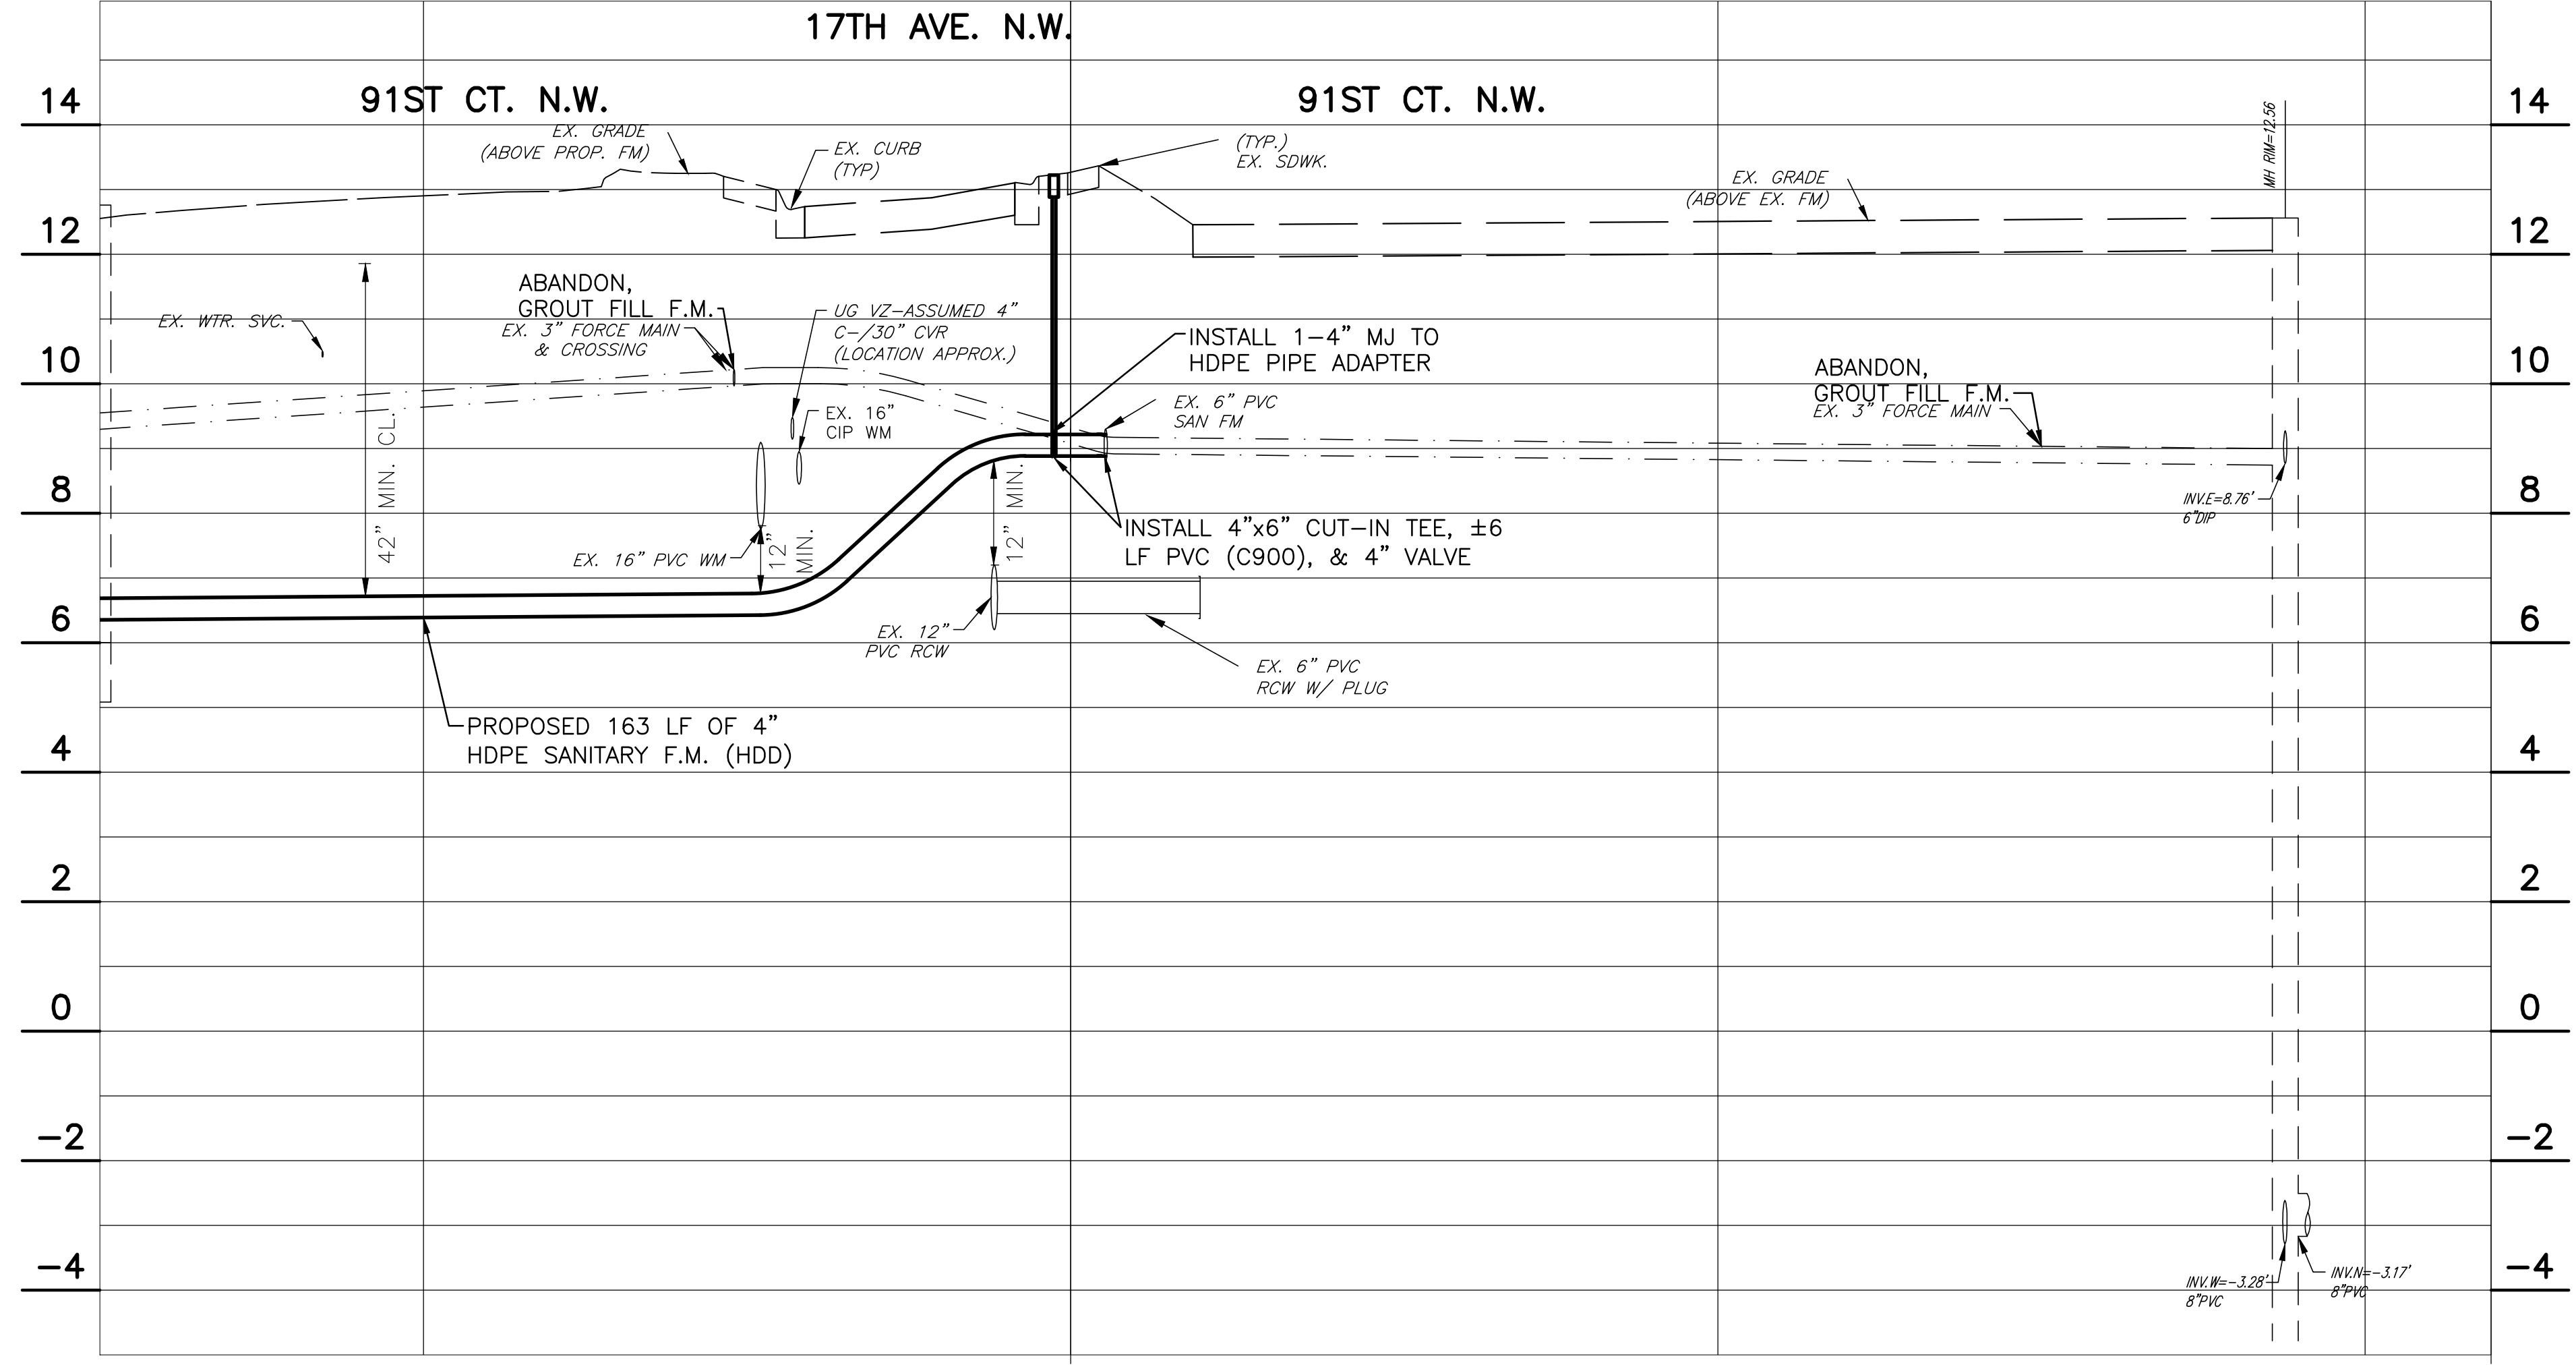 17TH AVE. N.W.
91ST CT. N.W.
91ST CT. N.W.
14
14
12
12
10
10
8
8
6
6
4
4
2
2
0
0
-2
-2
-4
-4
EX. GRADE
(ABOVE PROP. FM)
EX. CURB
(TYP)
(TYP.)
EX. SDWK.
EX. GRADE
(ABOVE EX. FM)
MH RIM=12.56
EX. WTR. SVC.
42" MIN. CL.
ABANDON,
GROUT FILL F.M.
EX. 3" FORCE MAIN
& CROSSING
UG VZ-ASSUMED 4"
C-/30" CVR
(LOCATION APPROX.)
EX. 16"
CIP WM
INSTALL 1-4" MJ TO
HDPE PIPE ADAPTER
EX. 6" PVC
SAN FM
ABANDON,
GROUT FILL F.M.
EX. 3" FORCE MAIN
INV.E=8.76'
6"DIP
EX. 16" PVC WM
12"
MIN.
12" MIN.
INSTALL 4"x6" CUT-IN TEE, ±6
LF PVC (C900), & 4" VALVE
EX. 12"
PVC RCW
EX. 6" PVC
RCW W/ PLUG
PROPOSED 163 LF OF 4"
HDPE SANITARY F.M. (HDD)
INV.W=-3.28'
8"PVC
INV.N=-3.17'
8"PVC